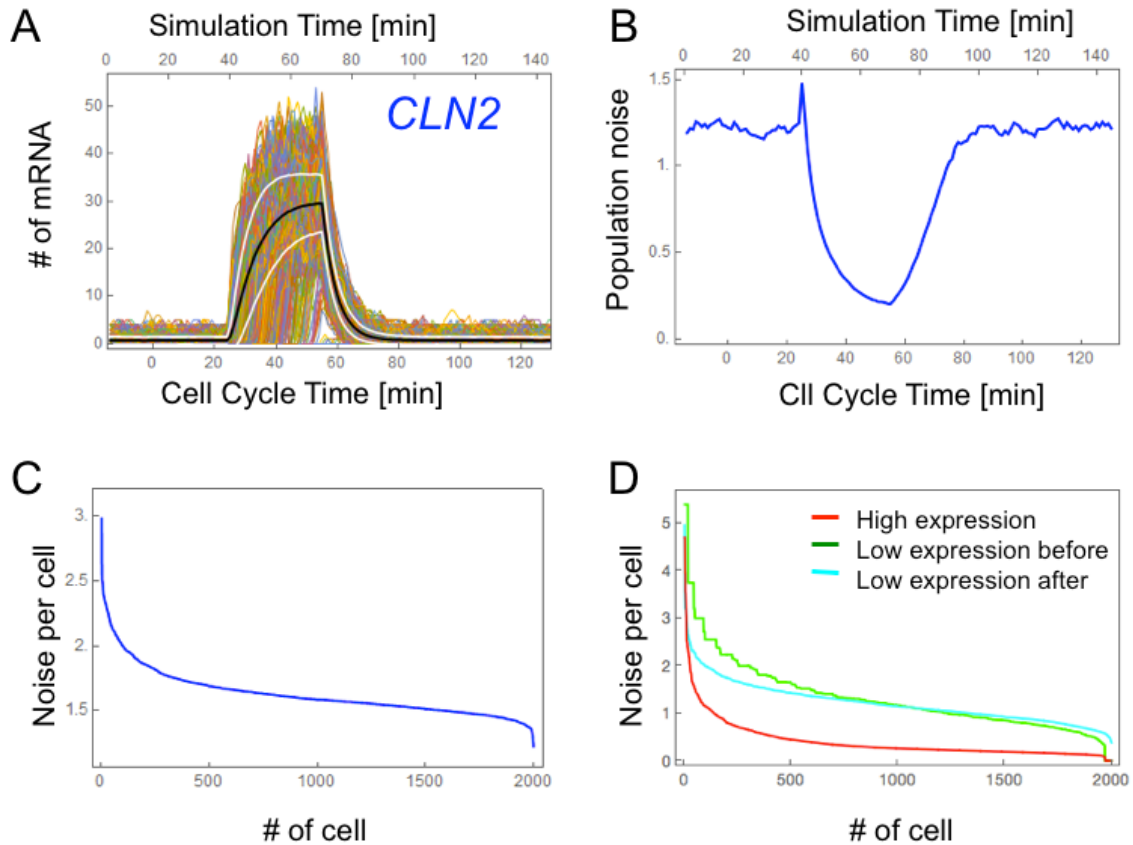 A
Simulation Time [min]
0 20 40 60 80 100 120 140
CLN2
# of mRNA
50
40
30
20
10
0
0 20 40 60 80 100 120
Cell Cycle Time [min]
B
Simulation Time [min]
0 20 40 60 80 100 120 140
Population noise
1.5
1.
0.5
0.
0 20 40 60 80 100 120
Cll Cycle Time [min]
C
Noise per cell
3.
2.5
2.
1.5
0 500 1000 1500 2000
# of cell
D
High expression
Low expression before
Low expression after
Noise per cell
5
4
3
2
1
0
0 500 1000 1500 2000
# of cell